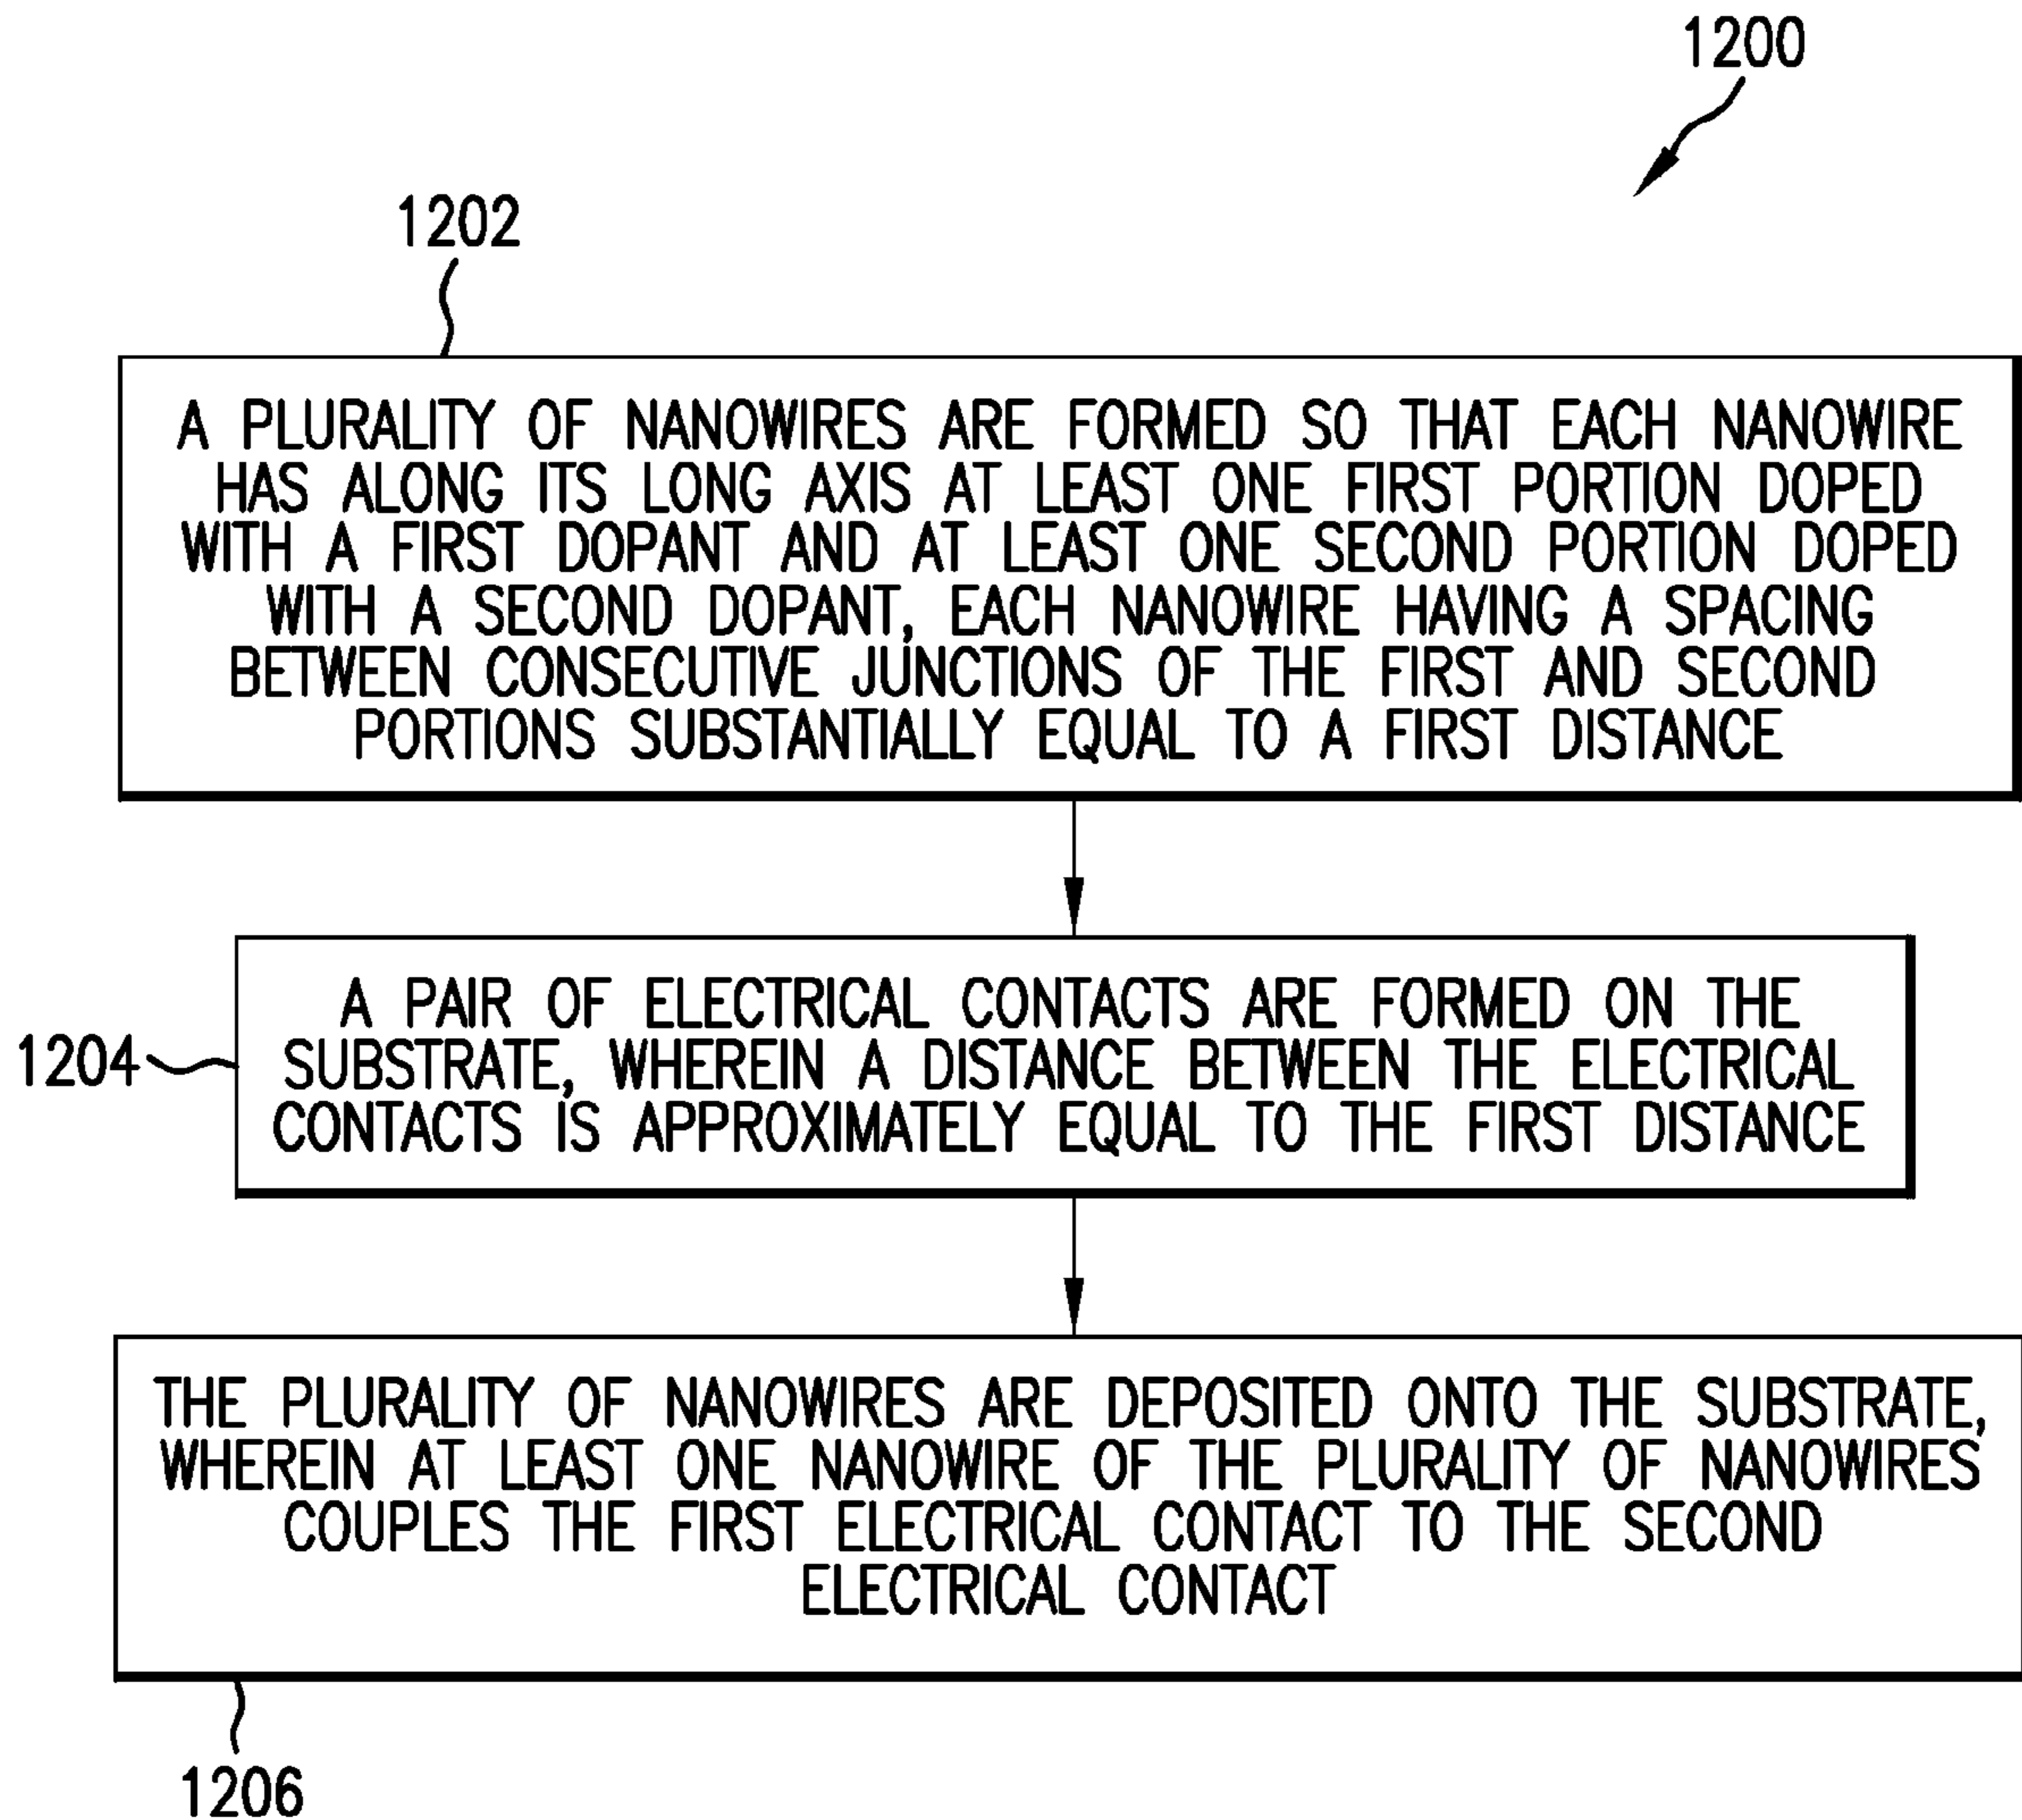 1200
1202
A PLURALITY OF NANOWIRES ARE FORMED SO THAT EACH NANOWIRE
HAS ALONG ITS LONG AXIS AT LEAST ONE FIRST PORTION DOPED
WITH A FIRST DOPANT AND AT LEAST ONE SECOND PORTION DOPED
WITH A SECOND DOPANT, EACH NANOWIRE HAVING A SPACING
BETWEEN CONSECUTIVE JUNCTIONS OF THE FIRST AND SECOND
PORTIONS SUBSTANTIALLY EQUAL TO A FIRST DISTANCE
1204
A PAIR OF ELECTRICAL CONTACTS ARE FORMED ON THE
SUBSTRATE, WHEREIN A DISTANCE BETWEEN THE ELECTRICAL
CONTACTS IS APPROXIMATELY EQUAL TO THE FIRST DISTANCE
THE PLURALITY OF NANOWIRES ARE DEPOSITED ONTO THE SUBSTRATE,
WHEREIN AT LEAST ONE NANOWIRE OF THE PLURALITY OF NANOWIRES
COUPLES THE FIRST ELECTRICAL CONTACT TO THE SECOND
ELECTRICAL CONTACT
1206